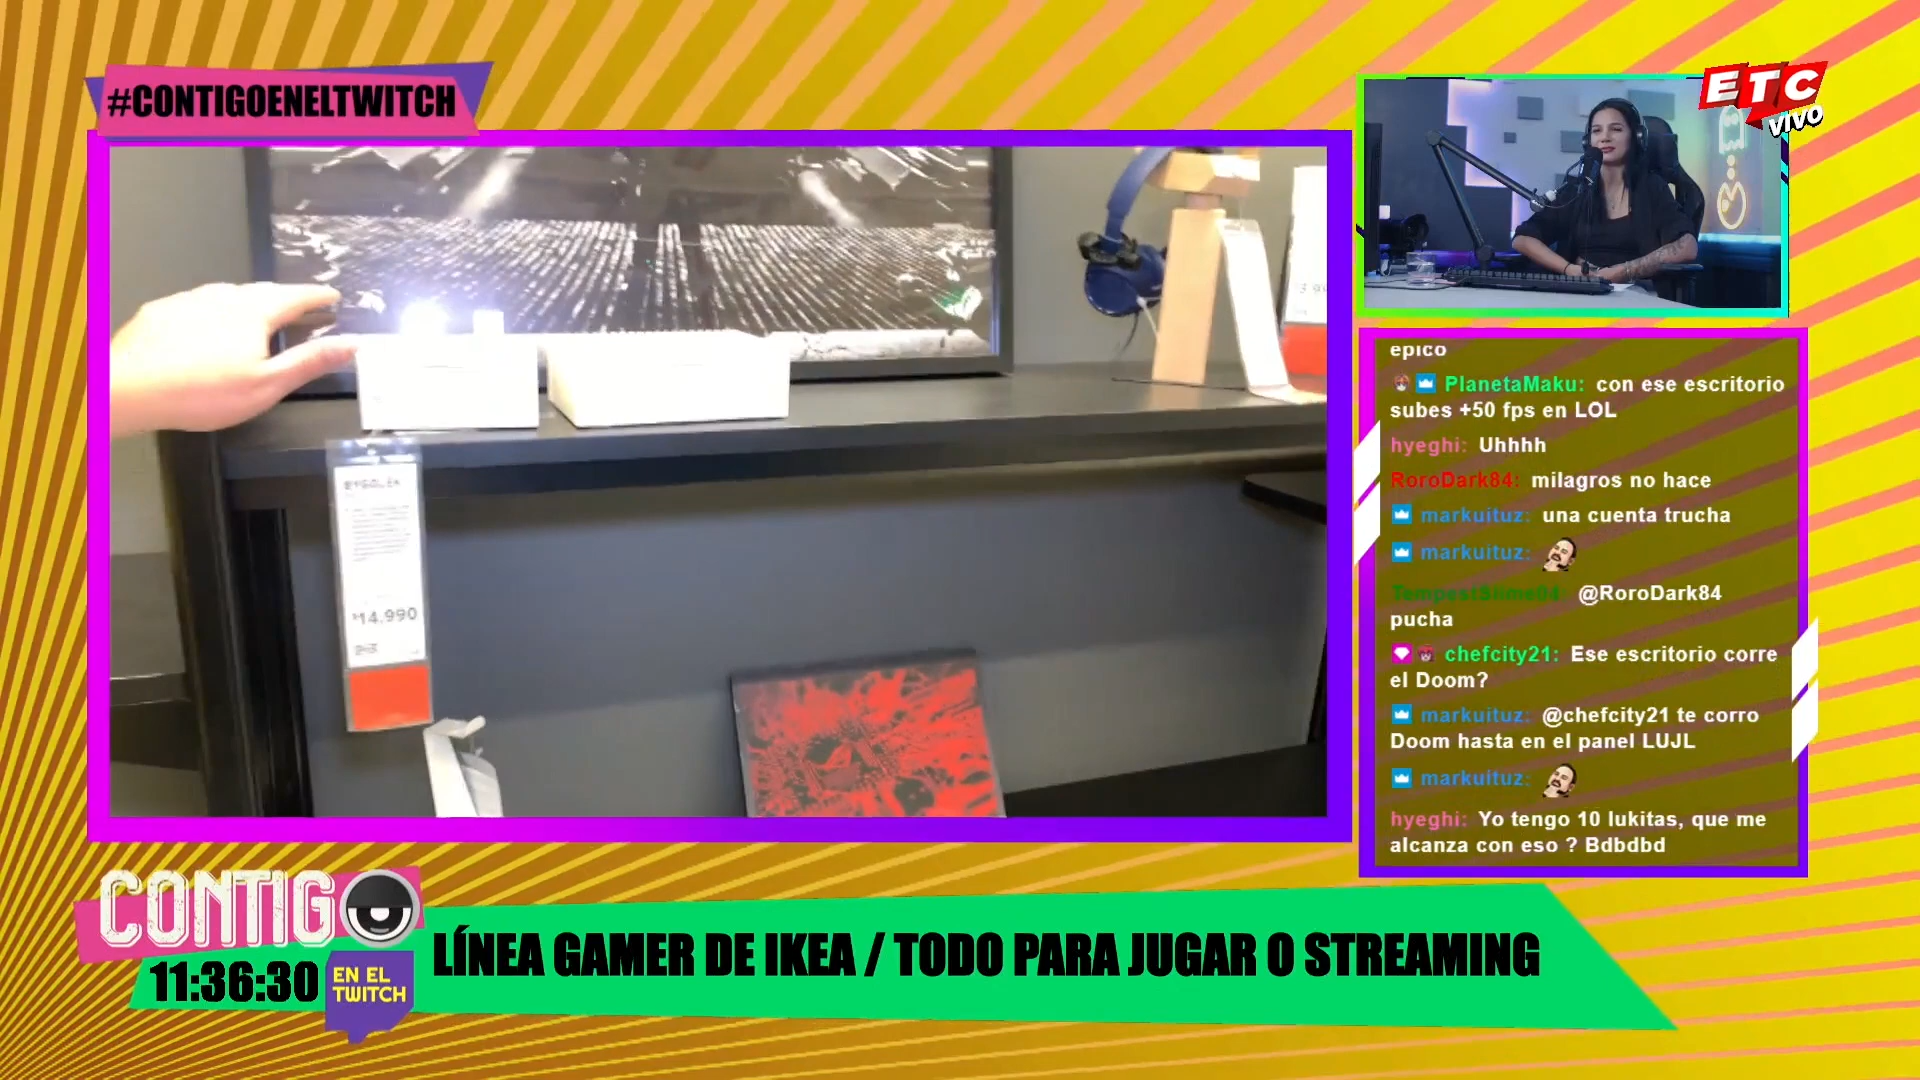 #CONTIGOENELTWITCH
ETC
VIVO
$14.990
epico
PlanetaMaku: con ese escritorio
subes +50 fps en LOL
hyeghi: Uhhhh
RoroDark84: milagros no hace
markuituz: una cuenta trucha
markuituz:
TempestSlime04: @RoroDark84
pucha
chefcity21: Ese escritorio corre
el Doom?
markuituz: @chefcity21 te corro
Doom hasta en el panel LUJL
markuituz:
hyeghi: Yo tengo 10 lukitas, que me
alcanza con eso ? Bdbdbd
CONTIGO
11:36:30
EN EL
TWITCH
LÍNEA GAMER DE IKEA / TODO PARA JUGAR O STREAMING